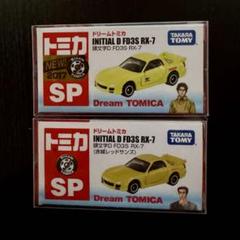 トミカ
NEW!
2017
SP
ドリームトミカ
INITIAL D FD3S RX-7
頭文字D FD3S RX-7
TAKARA TOMY
Dream TOMICA
トミカ
SP
ドリームトミカ
INITIAL D FD3S RX-7
頭文字D FD3S RX-7
(赤城レッドサンズ)
TAKARA TOMY
Dream TOMICA